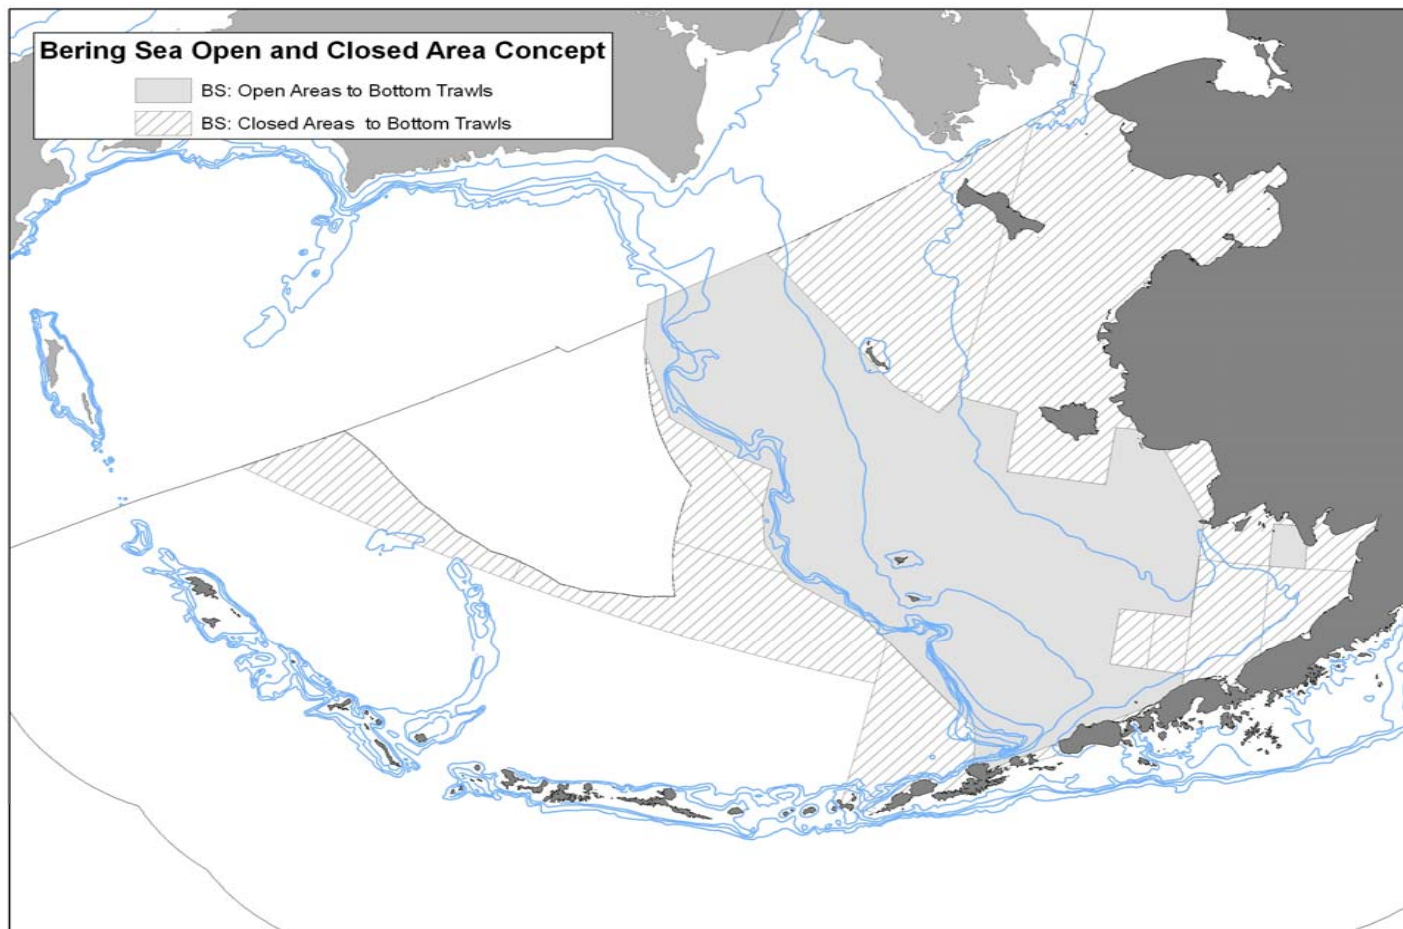 Bering Sea Open and Closed Area Concept
BS: Open Areas to Bottom Trawls
BS: Closed Areas to Bottom Trawls